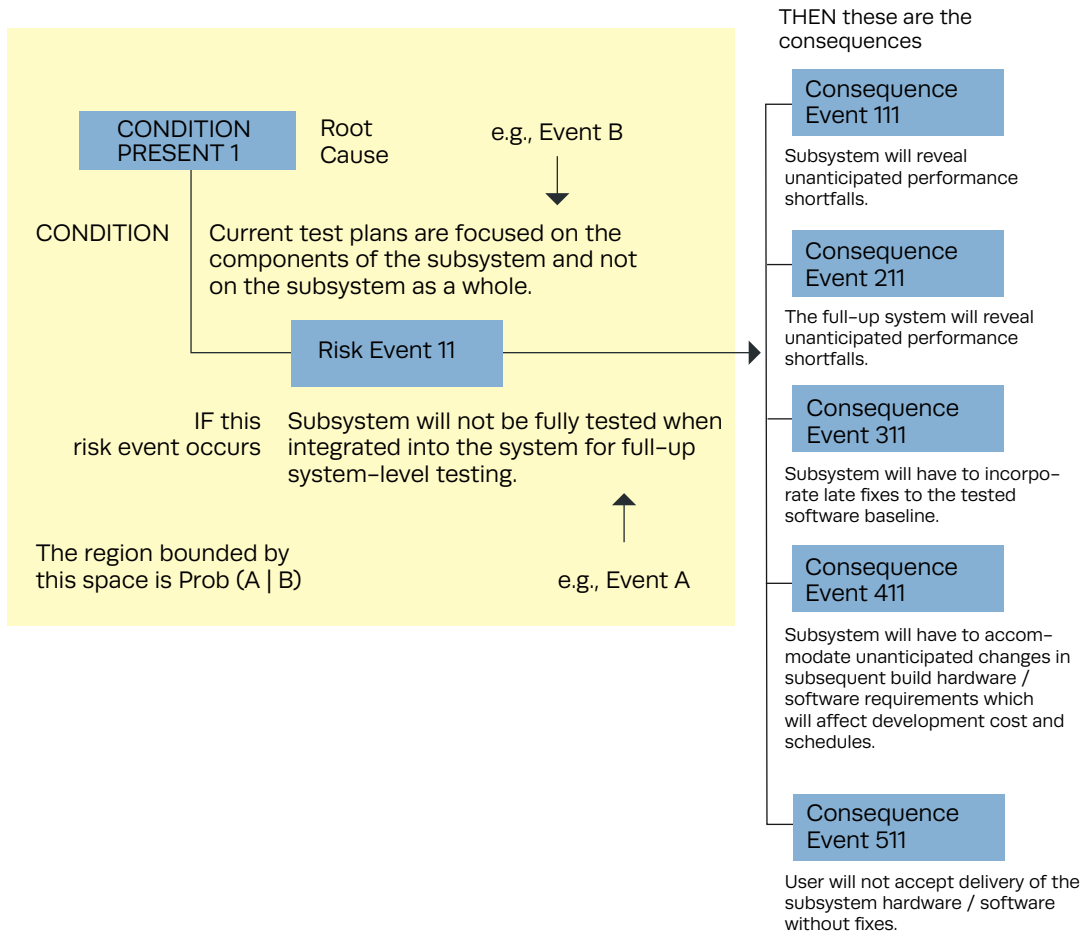 THEN these are the
consequences
CONDITION
PRESENT 1
Root
Cause
e.g., Event B
CONDITION
Current test plans are focused on the
components of the subsystem and not
on the subsystem as a whole.
Risk Event 11
IF this
risk event occurs
Subsystem will not be fully tested when
integrated into the system for full-up
system-level testing.
The region bounded by
this space is Prob (A | B)
e.g., Event A
Consequence
Event 111
Subsystem will reveal
unanticipated performance
shortfalls.
Consequence
Event 211
The full-up system will reveal
unanticipated performance
shortfalls.
Consequence
Event 311
Subsystem will have to incorpo-
rate late fixes to the tested
software baseline.
Consequence
Event 411
Subsystem will have to accom-
modate unanticipated changes in
subsequent build hardware /
software requirements which
will affect development cost and
schedules.
Consequence
Event 511
User will not accept delivery of the
subsystem hardware / software
without fixes.